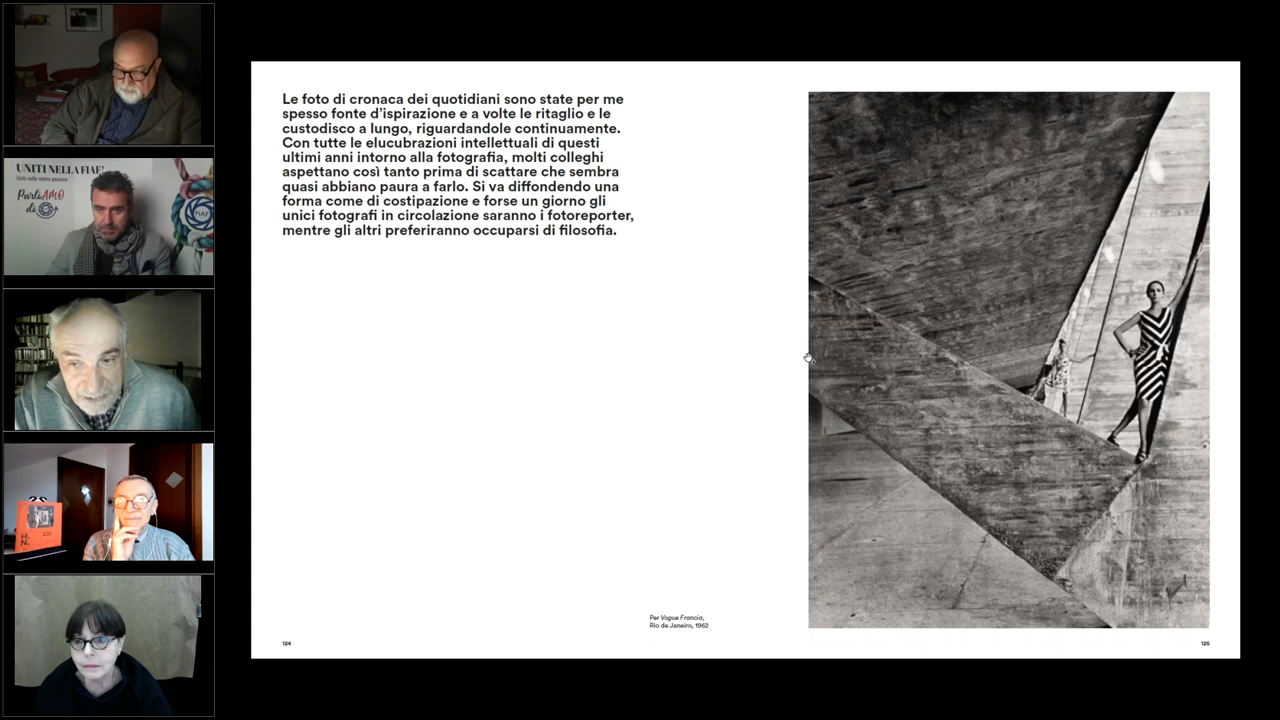 UNITI NELLA FIAF!
ParliAMO
di
FIAF
Le foto di cronaca dei quotidiani sono state per me
spesso fonte d'ispirazione e a volte le ritaglio e le
custodisco a lungo, riguardandole continuamente.
Con tutte le elucubrazioni intellettuali di questi
ultimi anni intorno alla fotografia, molti colleghi
aspettano così tanto prima di scattare che sembra
quasi abbiano paura a farlo. Si va diffondendo una
forma come di costipazione e forse un giorno gli
unici fotografi in circolazione saranno i fotoreporter,
mentre gli altri preferiranno occuparsi di filosofia.
Per Vogue Francia,
Rio de Janeiro, 1962
124
125